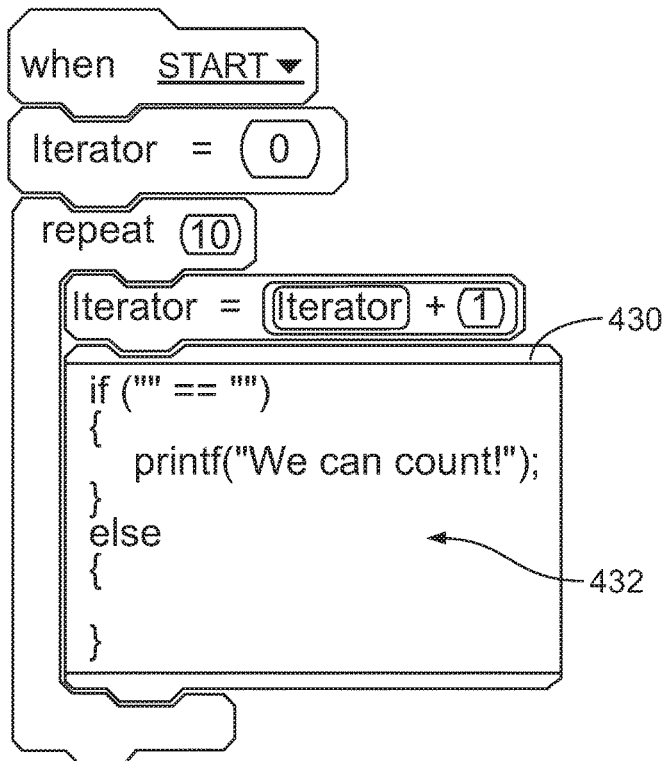 when START
Iterator = 0
repeat 10
Iterator = Iterator + 1
430
if ("" == "")
{
printf("We can count!");
}
else
{
432
}